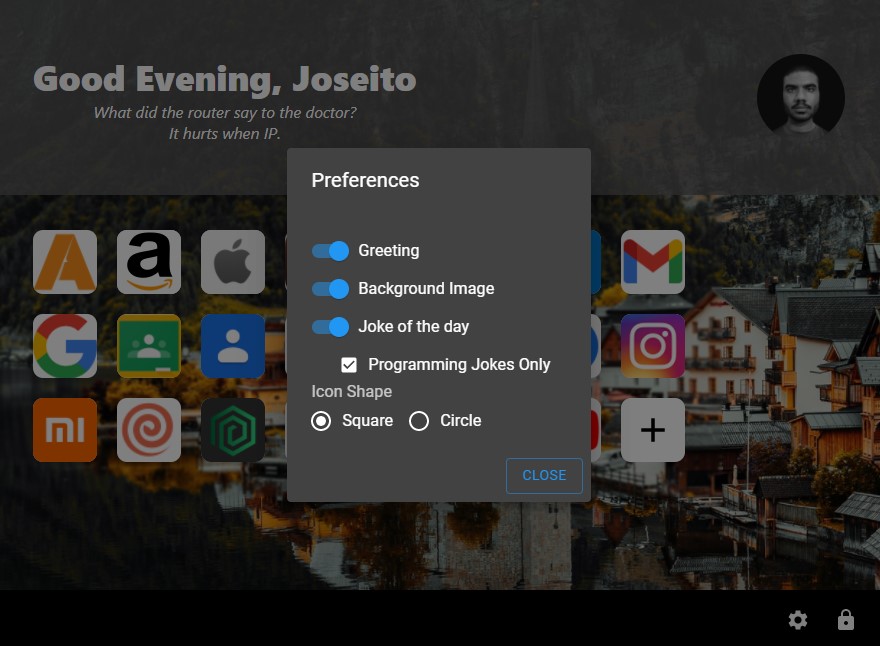 Good Evening, Joseito
What did the router say to the doctor?
It hurts when IP.
Preferences
Greeting
Background Image
Joke of the day
Programming Jokes Only
Icon Shape
Square Circle
CLOSE